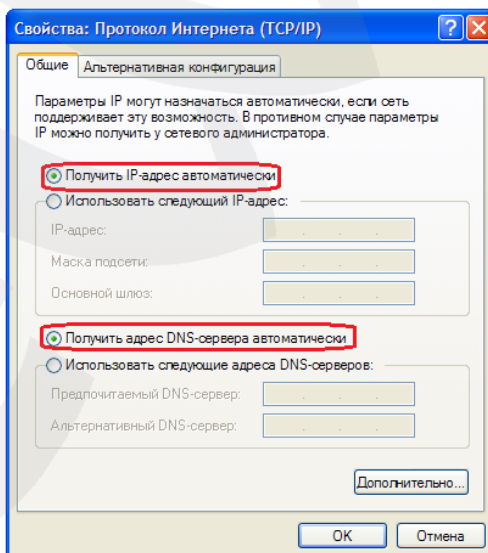 Свойства: Протокол Интернета (TCP/IP)
Общие
Альтернативная конфигурация
Параметры IP могут назначаться автоматически, если сеть
поддерживает эту возможность. В противном случае параметры
IP можно получить у сетевого администратора.
Получить IP-адрес автоматически
Использовать следующий IP-адрес:
IP-адрес:
Маска подсети:
Основной шлюз:
Получить адрес DNS-сервера автоматически
Использовать следующие адреса DNS-серверов:
Предпочитаемый DNS-сервер:
Альтернативный DNS-сервер:
Дополнительно...
OK
Отмена